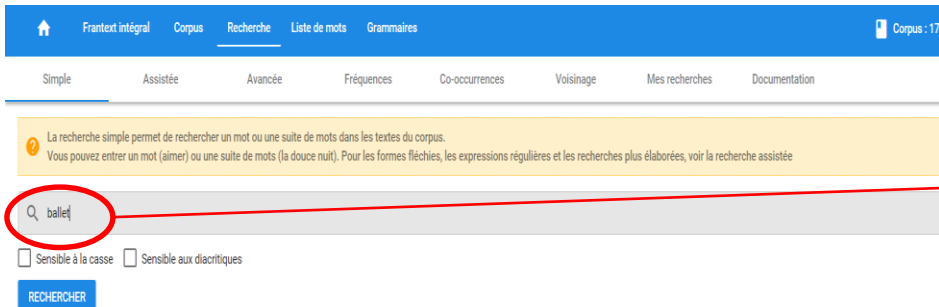 Frantext intégral Corpus Recherche Liste de mots Grammaires Corpus : 17
Simple Assistée Avancée Fréquences Co-occurrences Voisinage Mes recherches Documentation
La recherche simple permet de rechercher un mot ou une suite de mots dans les textes du corpus.
Vous pouvez entrer un mot (aimer) ou une suite de mots (la douce nuit). Pour les formes fléchies, les expressions régulières et les recherches plus élaborées, voir la recherche assistée
ballet
Sensible à la casse Sensible aux diacritiques
RECHERCHER